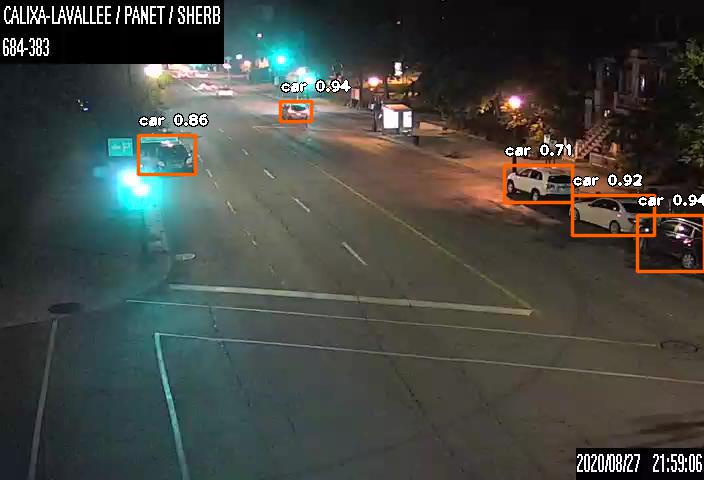 CALIXA-LAVALLEE / PANET / SHERB
684-383
car 0.94
car 0.86
car 0.71
car 0.92
car 0.94
2020/08/27 21:59:06